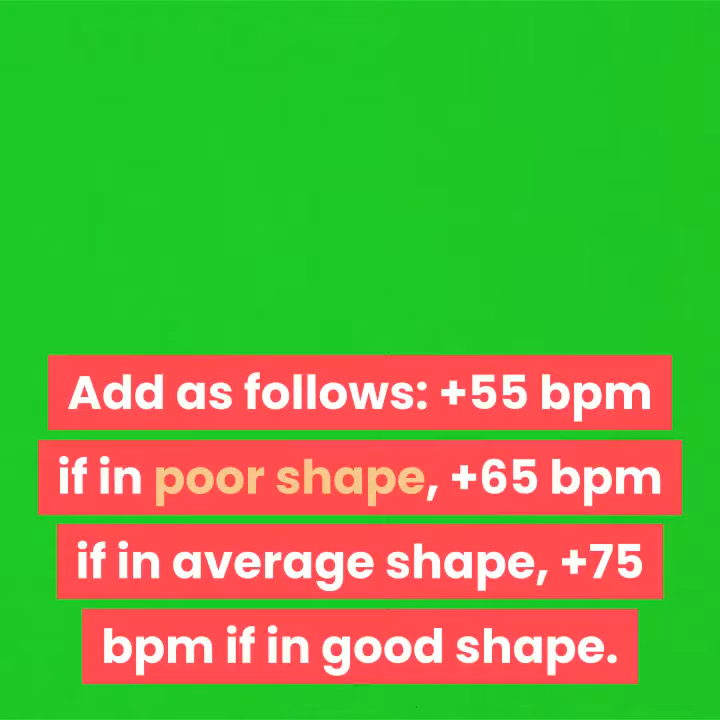 Add as follows: +55 bpm
if in poor shape, +65 bpm
if in average shape, +75
bpm if in good shape.